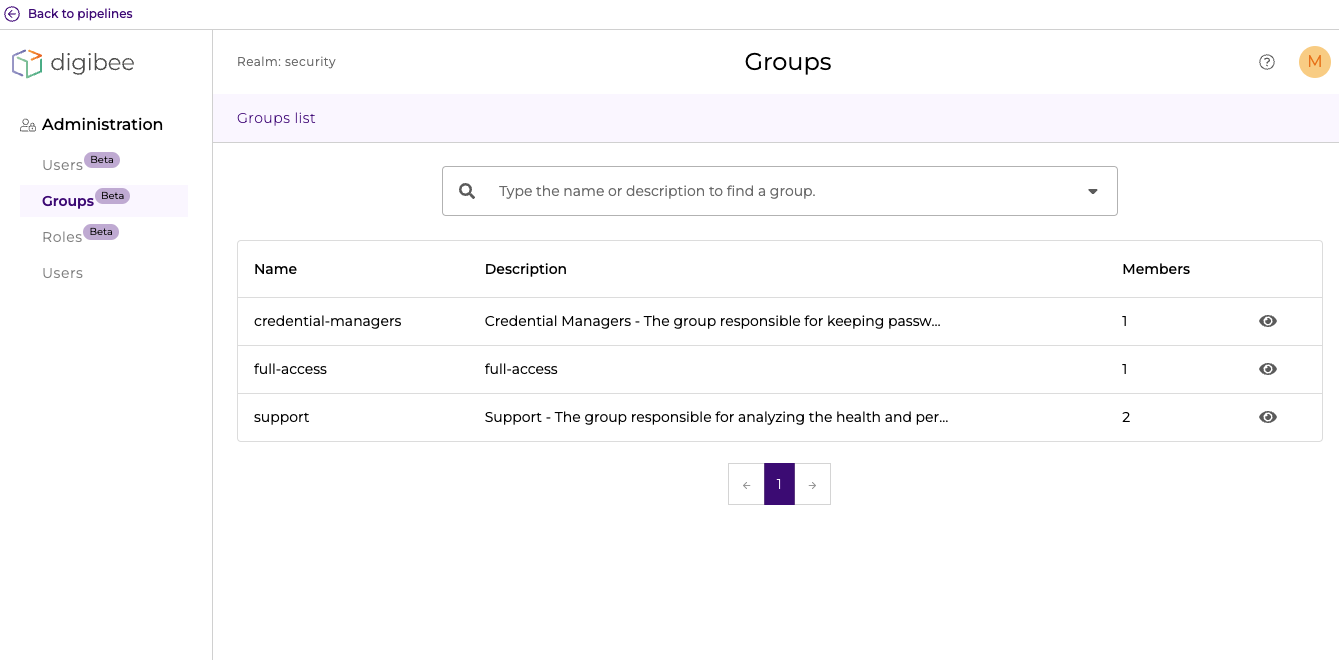 Back to pipelines
digibee
Realm: security
Groups
M
Administration
Users Beta
Groups Beta
Roles Beta
Users
Groups list
Type the name or description to find a group.
Name Description Members
credential-managers Credential Managers - The group responsible for keeping passw... 1
full-access full-access 1
support Support - The group responsible for analyzing the health and per... 2
← 1 →